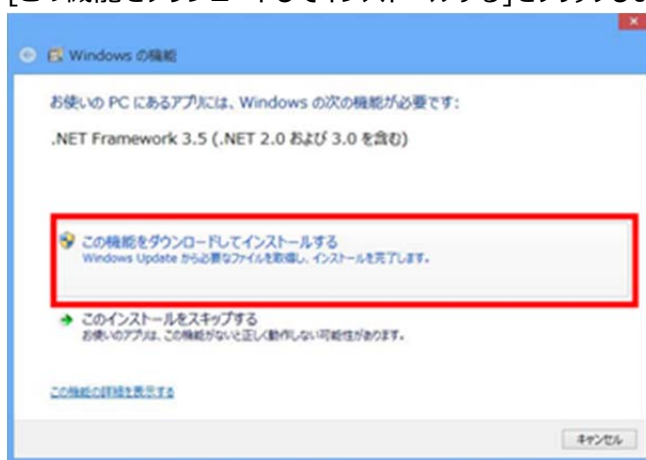 [この機能をダウンロードしてインストールする]をクリックしま
Windows の機能
お使いの PC にあるアプリには、Windows の次の機能が必要です:
.NET Framework 3.5 (.NET 2.0 および 3.0 を含む)
この機能をダウンロードしてインストールする
Windows Update から必要なファイルを取得し、インストールを完了します。
このインストールをスキップする
お使いのアプリは、この機能がないと正しく動作しない可能性があります。
この機能の詳細を表示する
キャンセル